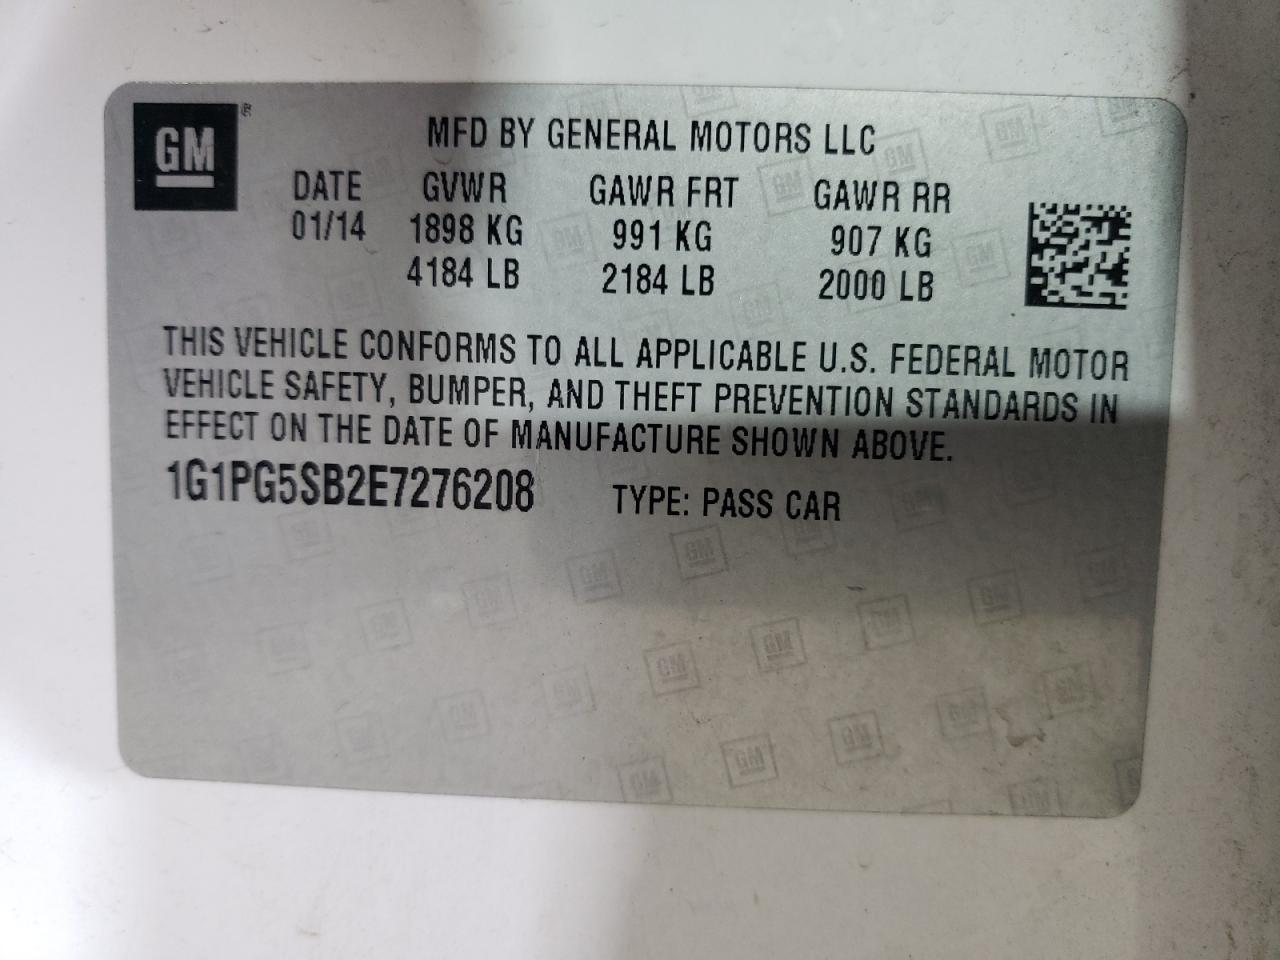 GM
MFD BY GENERAL MOTORS LLC
DATE GVWR GAWR FRT GAWR RR
01/14 1898 KG 991 KG 907 KG
4184 LB 2184 LB 2000 LB
THIS VEHICLE CONFORMS TO ALL APPLICABLE U.S. FEDERAL MOTOR
VEHICLE SAFETY, BUMPER, AND THEFT PREVENTION STANDARDS IN
EFFECT ON THE DATE OF MANUFACTURE SHOWN ABOVE.
1G1PG5SB2E7276208 TYPE: PASS CAR